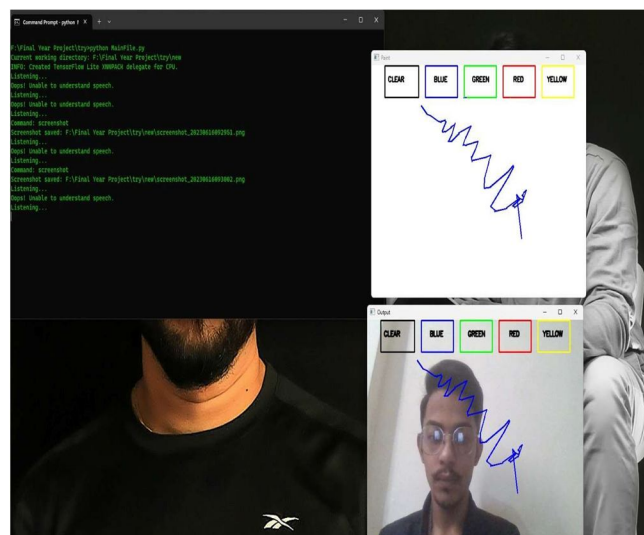 Command Prompt - python F
F:\Final Year Project\try>python MainFile.py
Current working directory: F:\Final Year Project\try\new
INFO: Created TensorFlow Lite XNNPACK delegate for CPU.
Listening...
Oops! Unable to understand speech.
Listening...
Oops! Unable to understand speech.
Listening...
Command: screenshot
Screenshot saved: F:\Final Year Project\try\new\screenshot_20230616092951.png
Listening...
Oops! Unable to understand speech.
Listening...
Command: screenshot
Screenshot saved: F:\Final Year Project\try\new\screenshot_20230616093002.png
Listening...
Oops! Unable to understand speech.
Listening...
Paint
CLEAR BLUE GREEN RED YELLOW
Output
CLEAR BLUE GREEN RED YELLOW